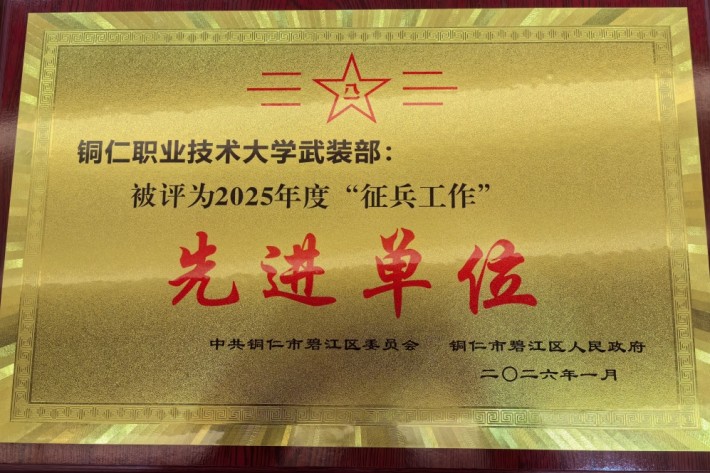 八一
铜仁职业技术大学武装部：
被评为2025年度“征兵工作”
先进单位
中共铜仁市碧江区委员会 铜仁市碧江区人民政府
二〇二六年一月